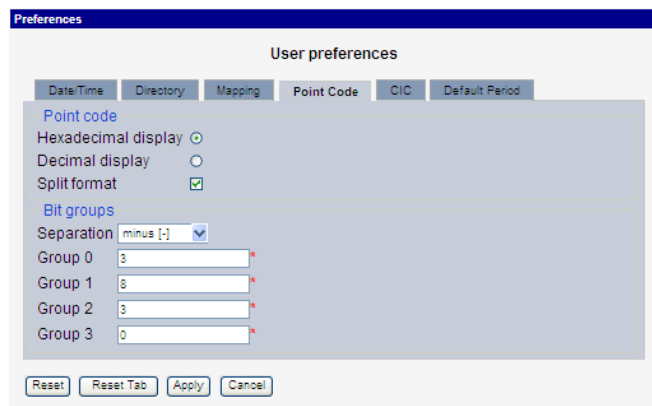 Preferences
User preferences
Date/Time Directory Mapping Point Code CIC Default Period
Point code
Hexadecimal display
Decimal display
Split format
Bit groups
Separation minus [-]
Group 0 3 *
Group 1 8 *
Group 2 3 *
Group 3 0 *
Reset Reset Tab Apply Cancel